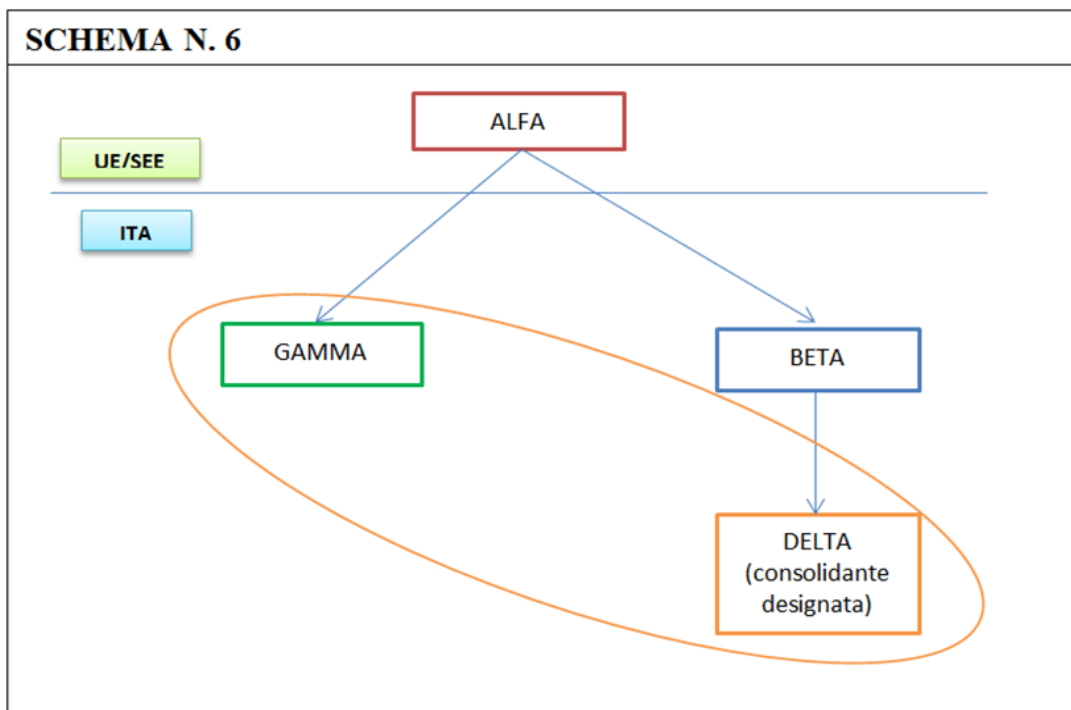 SCHEMA N. 6
ALFA
UE/SEE
ITA
GAMMA
BETA
DELTA
(consolidante
designata)